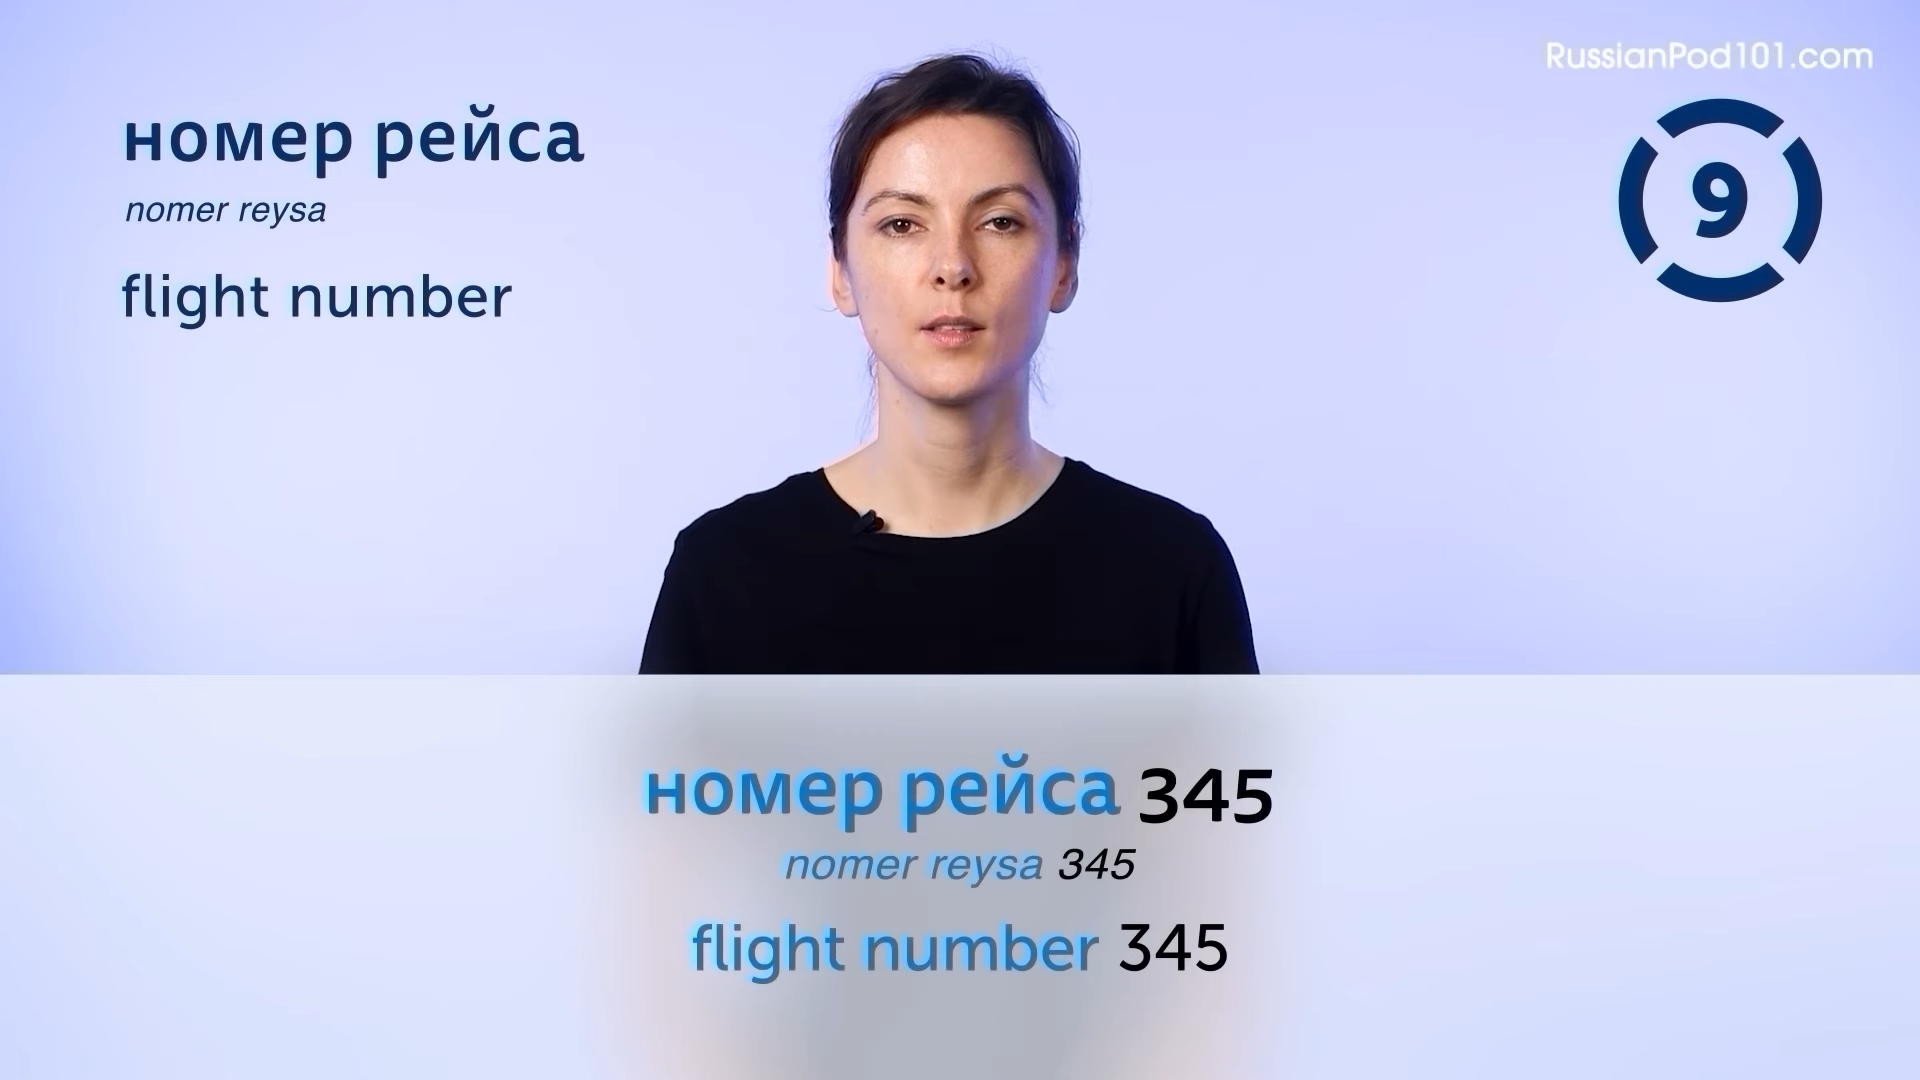 RussianPod101.com
номер рейса
nomer reysa
flight number
9
номер рейса 345
nomer reysa 345
flight number 345